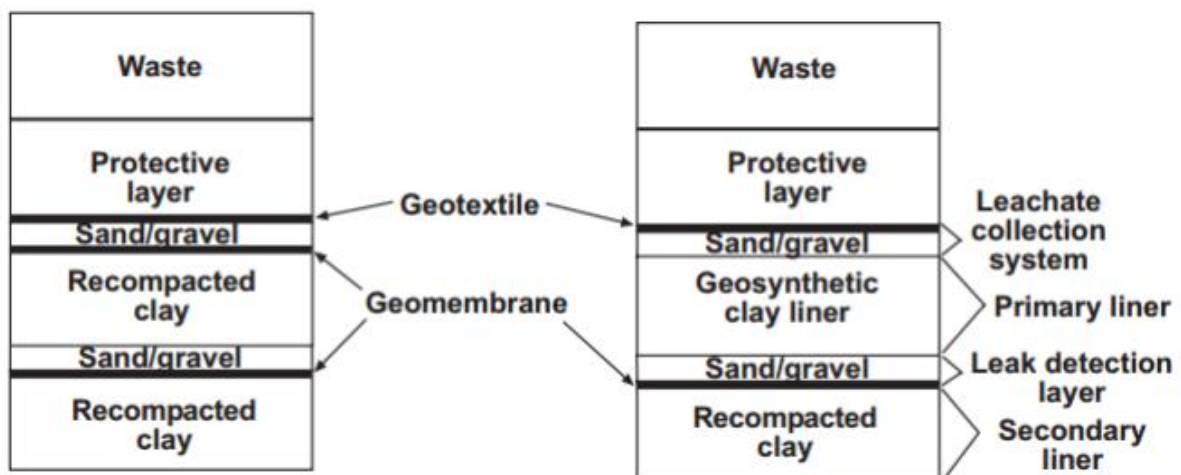 Waste
Protective
layer
Sand/gravel
Recompacted
clay
Sand/gravel
Recompacted
clay
Geotextile
Geomembrane
Waste
Protective
layer
Sand/gravel
Geosynthetic
clay liner
Sand/gravel
Recompacted
clay
Leachate
collection
system
Primary liner
Leak detection
layer
Secondary
liner